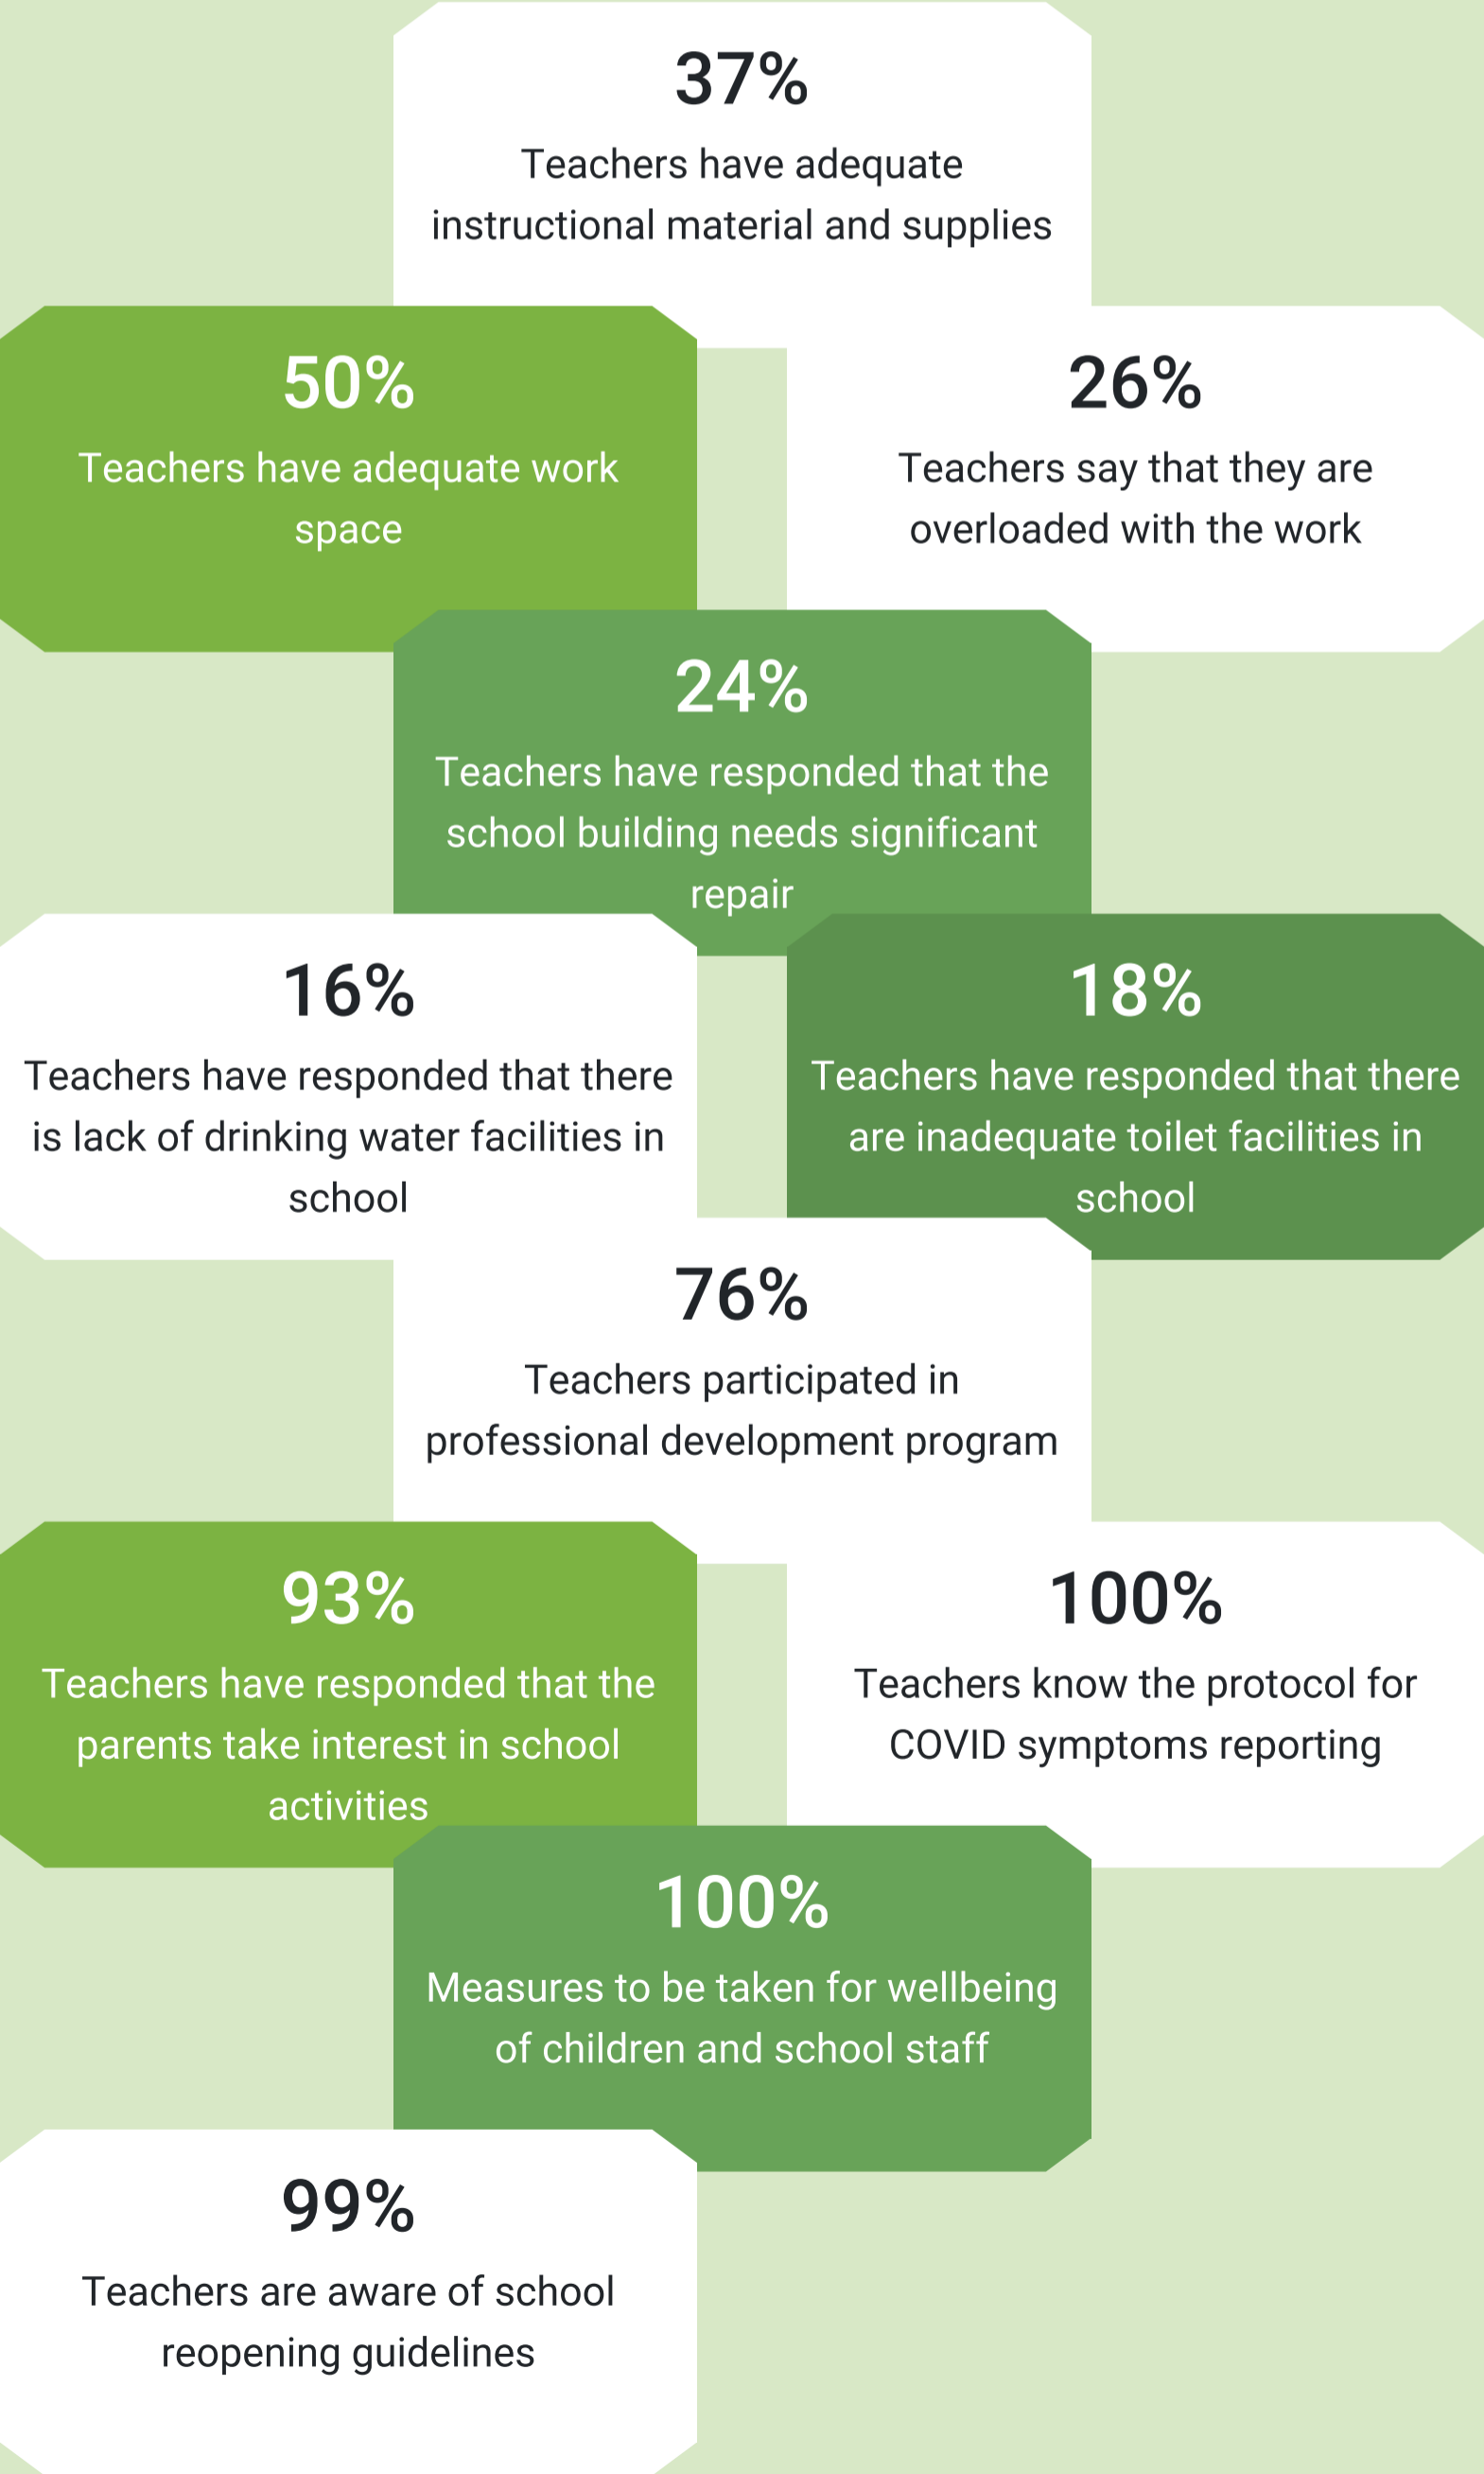 37%
Teachers have adequate
instructional material and supplies
50%
Teachers have adequate work
space
26%
Teachers say that they are
overloaded with the work
24%
Teachers have responded that the
school building needs significant
repair
16%
Teachers have responded that there
is lack of drinking water facilities in
school
18%
Teachers have responded that there
are inadequate toilet facilities in
school
76%
Teachers participated in
professional development program
93%
Teachers have responded that the
parents take interest in school
activities
100%
Teachers know the protocol for
COVID symptoms reporting
100%
Measures to be taken for wellbeing
of children and school staff
99%
Teachers are aware of school
reopening guidelines